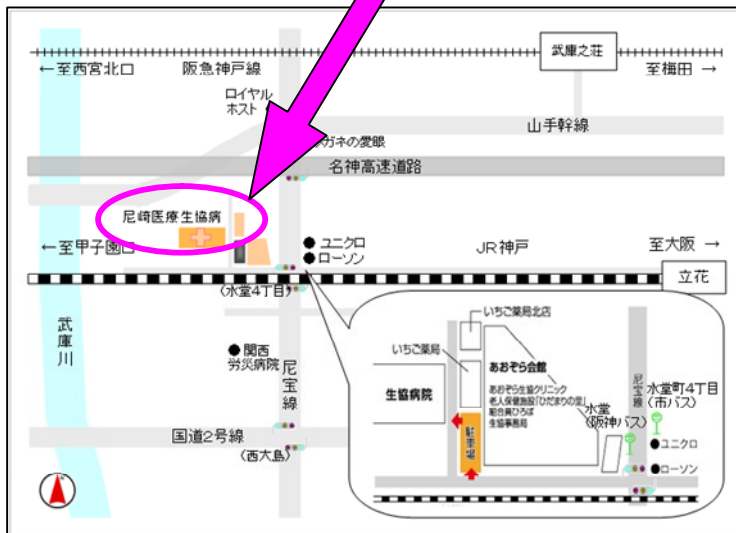 武庫之荘
←至西宮北口
阪急神戸線
至梅田 →
ロイヤル
ホスト
山手幹線
ガネの愛眼
名神高速道路
尼崎医療生協病
←至甲子園口
● ユニクロ
● ローソン
JR神戸
至大阪 →
立花
(水堂4丁目)
武庫川
● 関西
労災病院
尼宝線
国道2号線
(西大島)
いちご薬局北店
いちご薬局
生協病院
あおぞら会館
あおぞら生協クリニック
老人保健施設「ひだまりの里」
組合員ひろば
生協事務局
駐車場
水堂
(阪神バス)
尼宝線
水堂町4丁目
(市バス)
●ユニクロ
●ローソン